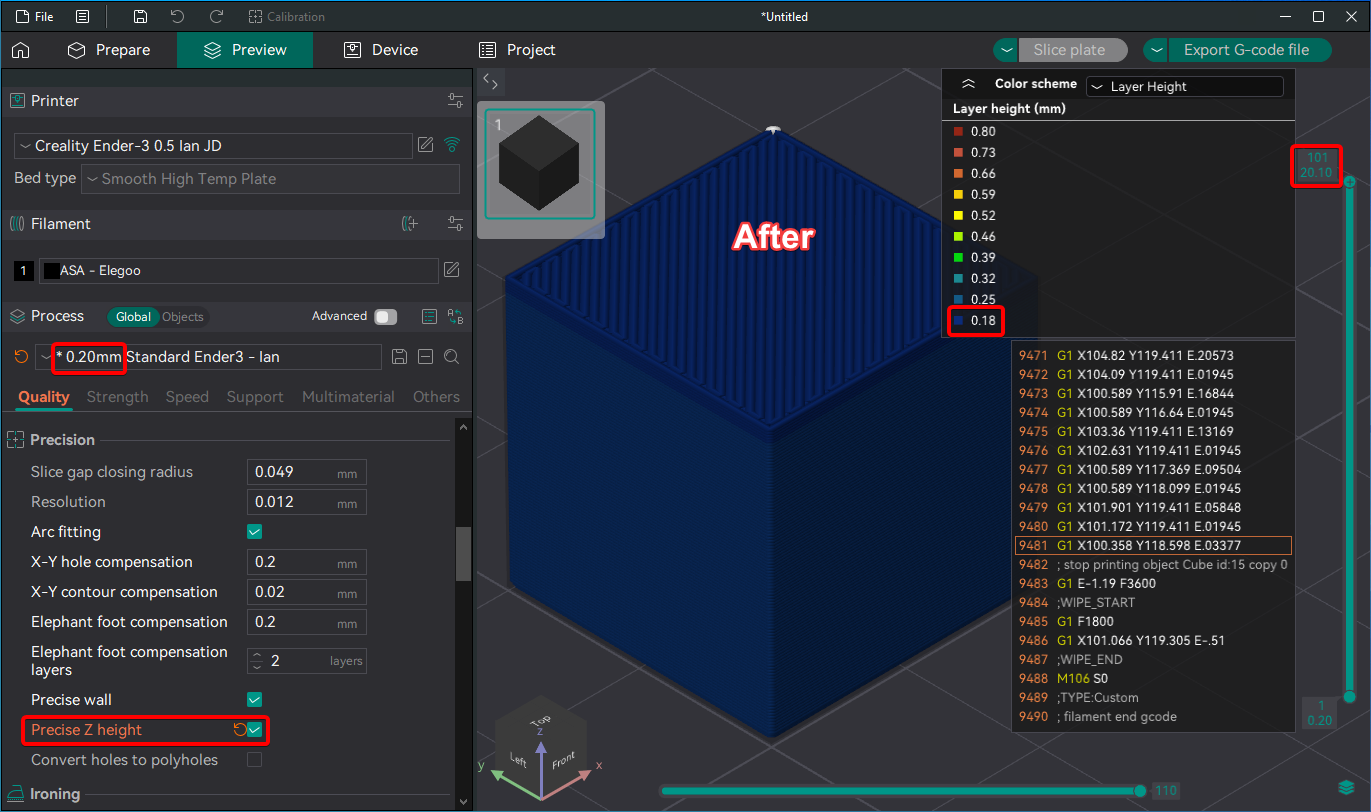 File
Calibration
*Untitled
Prepare
Preview
Device
Project
Slice plate
Export G-code file
Printer
Creality Ender-3 0.5 Ian JD
Bed type
Smooth High Temp Plate
Filament
1
ASA - Elegoo
Process
Global
Objects
Advanced
* 0.20mm Standard Ender3 - Ian
Quality
Strength
Speed
Support
Multimaterial
Others
Precision
Slice gap closing radius
0.049 mm
Resolution
0.012 mm
Arc fitting
X-Y hole compensation
0.2 mm
X-Y contour compensation
0.02 mm
Elephant foot compensation
0.2 mm
Elephant foot compensation
layers
2 layers
Precise wall
Precise Z height
Convert holes to polyholes
Ironing
1
After
Color scheme
Layer Height
Layer height (mm)
0.80
0.73
0.66
0.59
0.52
0.46
0.39
0.32
0.25
0.18
101
20.10
9471 G1 X104.82 Y119.411 E.20573
9472 G1 X104.09 Y119.411 E.01945
9473 G1 X100.589 Y115.91 E.16844
9474 G1 X100.589 Y116.64 E.01945
9475 G1 X103.36 Y119.411 E.13169
9476 G1 X102.631 Y119.411 E.01945
9477 G1 X100.589 Y117.369 E.09504
9478 G1 X100.589 Y118.099 E.01945
9479 G1 X101.901 Y119.411 E.05848
9480 G1 X101.172 Y119.411 E.01945
9481 G1 X100.358 Y118.598 E.03377
9482 ; stop printing object Cube id:15 copy 0
9483 G1 E-1.19 F3600
9484 ;WIPE_START
9485 G1 F1800
9486 G1 X101.066 Y119.305 E-.51
9487 ;WIPE_END
9488 M106 S0
9489 ;TYPE:Custom
9490 ; filament end gcode
1
0.20
Top
z
Left
Front
y
x
110